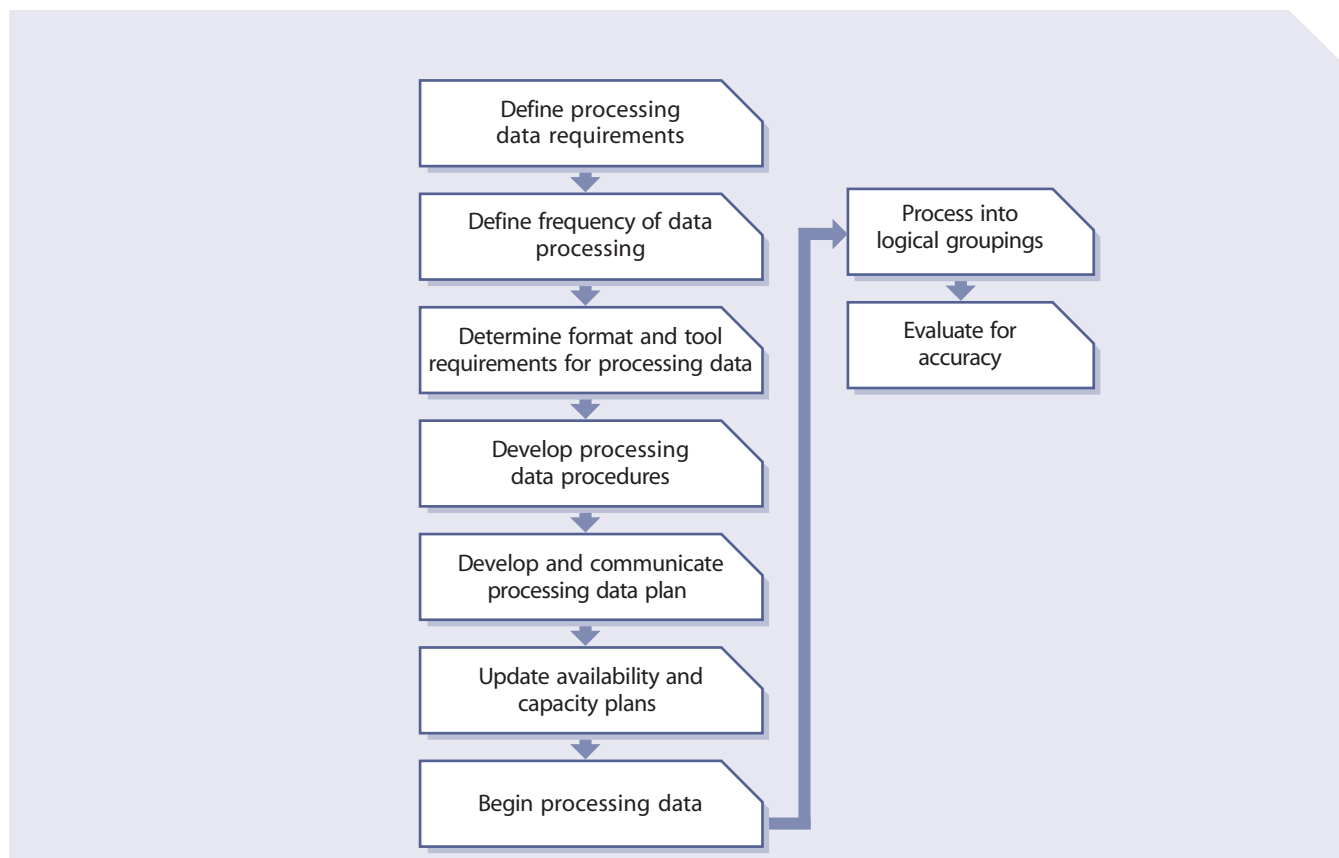 Define processing
data requirements
Define frequency of data
processing
Determine format and tool
requirements for processing data
Develop processing
data procedures
Develop and communicate
processing data plan
Update availability and
capacity plans
Begin processing data
Process into
logical groupings
Evaluate for
accuracy